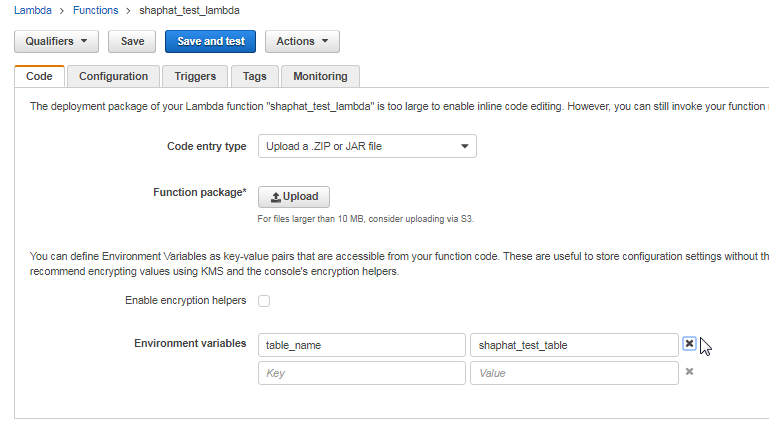 Lambda > Functions > shaphat_test_lambda
Qualifiers Save Save and test Actions
Code Configuration Triggers Tags Monitoring
The deployment package of your Lambda function "shaphat_test_lambda" is too large to enable inline code editing. However, you can still invoke your function
Code entry type Upload a .ZIP or JAR file
Function package* Upload
For files larger than 10 MB, consider uploading via S3.
You can define Environment Variables as key-value pairs that are accessible from your function code. These are useful to store configuration settings without th
recommend encrypting values using KMS and the console's encryption helpers.
Enable encryption helpers
Environment variables table_name shaphat_test_table
Key Value